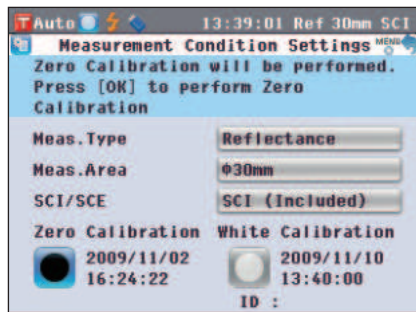 T Auto 13:39:01 Ref 30mm SCI
Measurement Condition Settings MENU
Zero Calibration will be performed.
Press [OK] to perform Zero
Calibration
Meas.Type Reflectance
Meas.Area Φ30mm
SCI/SCE SCI (Included)
Zero Calibration White Calibration
2009/11/02 2009/11/10
16:24:22 13:40:00
ID :